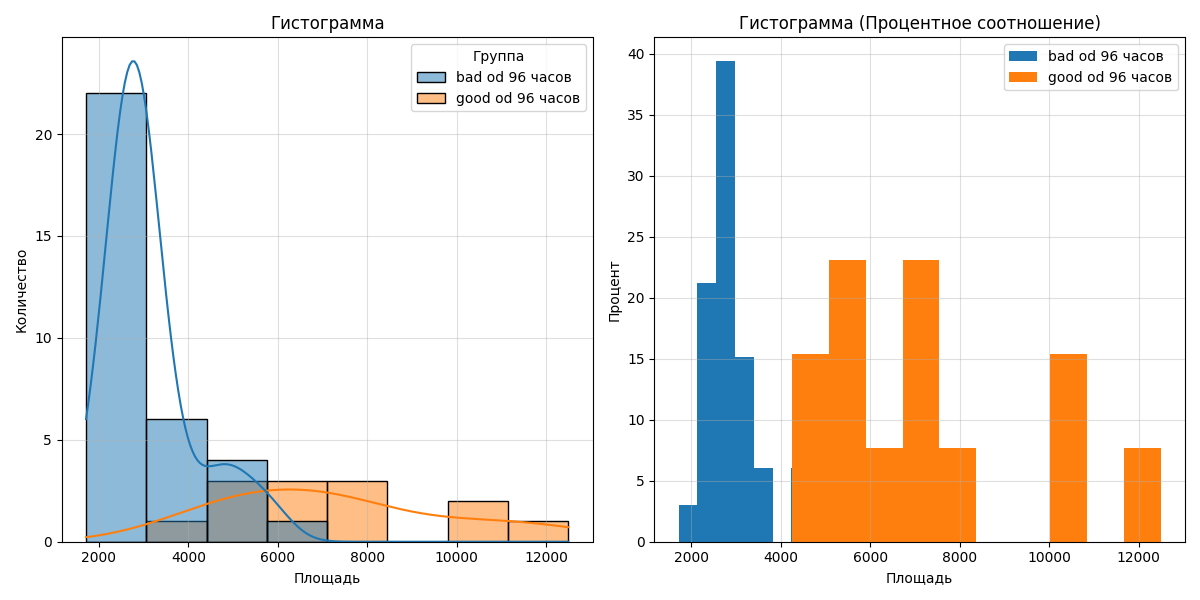 Гистограмма
Группа
bad od 96 часов
good od 96 часов
Количество
20
15
10
5
0
2000 4000 6000 8000 10000 12000
Площадь
Гистограмма (Процентное соотношение)
bad od 96 часов
good od 96 часов
Процент
40
35
30
25
20
15
10
5
0
2000 4000 6000 8000 10000 12000
Площадь